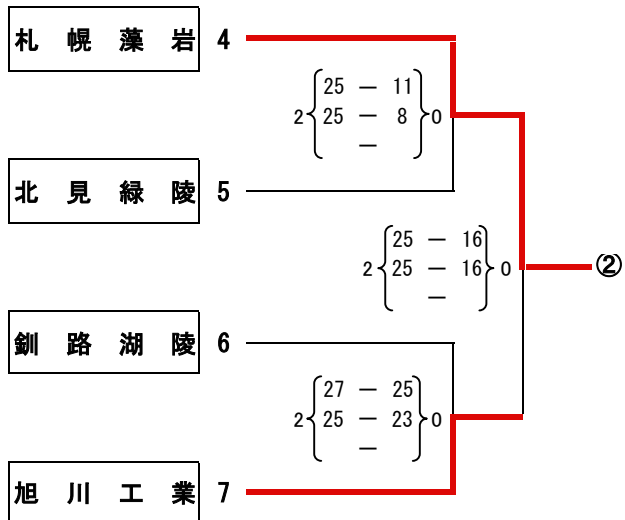 札幌藻岩 4
25 — 11
2 25 — 8 0
—
北見緑陵 5
25 — 16
2 25 — 16 0 ②
—
釧路湖陵 6
27 — 25
2 25 — 23 0
—
旭川工業 7